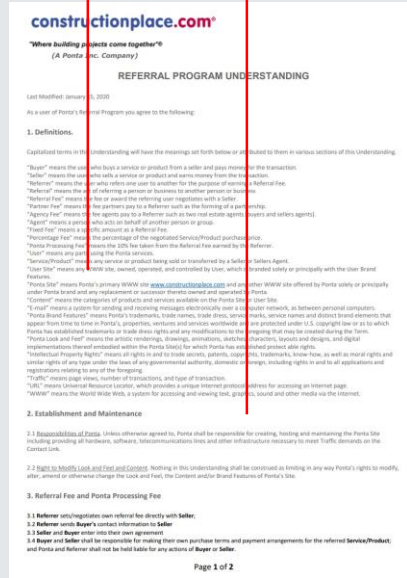 constructionplace.com®
"Where building projects come together"®
(A Ponta Inc. Company)
REFERRAL PROGRAM UNDERSTANDING
Last Modified: January 2020
As a user of Ponta's Referral Program you agree to the following:
1. Definitions.
Capitalized terms in this Understanding will have the meanings set forth below or attributed to them in various sections of this Understanding.
"Buyer" means the user who buys a service or product from a seller and pays money for the transaction.
"Seller" means the user who sells a service or product and earns money from the transaction.
"Referrer" means the user who refers one user to another for the purpose of earning a Referral Fee.
"Referral" means the act of referring a person or business to another person or business
"Referral Fee" means the fee or award the referring user negotiates with a Seller.
"Partner Fee" means the fee partners pay to a Referrer such as the forming of a partnership.
"Agency Fee" means the fee agents pay to a Referrer such as two real estate agents (buyers and sellers agents).
"Agent" means a person who acts on behalf of another person or group.
"Fixed Fee" means a specific amount as a Referral Fee.
"Percentage Fee" means the percentage of the negotiated Service/Product purchase price.
"Ponta Processing Fee" means the 10% fee taken from the Referral Fee earned by the Referrer.
"User" means any party using the Ponta services.
"Service/Product" means any service or product being sold or transferred by a Seller or Sellers Agent.
"User Site" means any WWW site, owned, operated, and controlled by User, which is branded solely or principally with the User Brand
Features.
"Ponta Site" means Ponta's primary WWW site www.constructionplace.com and any other WWW site offered by Ponta solely or principally
under Ponta brand and any replacement or successor thereto owned and operated by Ponta.
"Content" means the categories of products and services available on the Ponta Site or User Site.
"E-mail" means a system for sending and receiving messages electronically over a computer network, as between personal computers.
"Ponta Brand Features" means Ponta's trademarks, trade names, trade dress, service marks, service names and distinct brand elements that
appear from time to time in Ponta's, properties, ventures and services worldwide and are protected under U.S. copyright law or as to which
Ponta has established trademarks or trade dress rights and any modifications to the foregoing that may be created during the Term.
"Ponta Look and Feel" means the artistic renderings, drawings, animations, sketches, characters, layouts and designs, and digital
implementations thereof embodied within the Ponta Site(s) for which Ponta has established protect able rights.
"Intellectual Property Rights" means all rights in and to trade secrets, patents, copyrights, trademarks, know-how, as well as moral rights and
similar rights of any type under the laws of any governmental authority, domestic or foreign, including rights in and to all applications and
registrations relating to any of the foregoing.
"Traffic" means page views, number of transactions, and type of transaction.
"URL" means Universal Resource Locator, which provides a unique Internet protocol address for accessing an Internet page.
"WWW" means the World Wide Web, a system for accessing and viewing text, graphics, sound and other media via the Internet.
2. Establishment and Maintenance
2.1 Responsibilities of Ponta. Unless otherwise agreed to, Ponta shall be responsible for creating, hosting and maintaining the Ponta Site
including providing all hardware, software, telecommunications lines and other infrastructure necessary to meet Traffic demands on the
Contact Link.
2.2 Right to Modify Look and Feel and Content. Nothing in this Understanding shall be construed as limiting in any way Ponta's rights to modify,
alter, amend or otherwise change the Look and Feel, the Content and/or Brand Features of Ponta's Site.
3. Referral Fee and Ponta Processing Fee
3.1 Referrer sets/negotiates own referral fee directly with Seller;
3.2 Referrer sends Buyer's contact information to Seller
3.3 Seller and Buyer enter into their own agreement
3.4 Buyer and Seller shall be responsible for making their own purchase terms and payment arrangements for the referred Service/Product;
and Ponta and Referrer shall not be held liable for any actions of Buyer or Seller.
Page 1 of 2